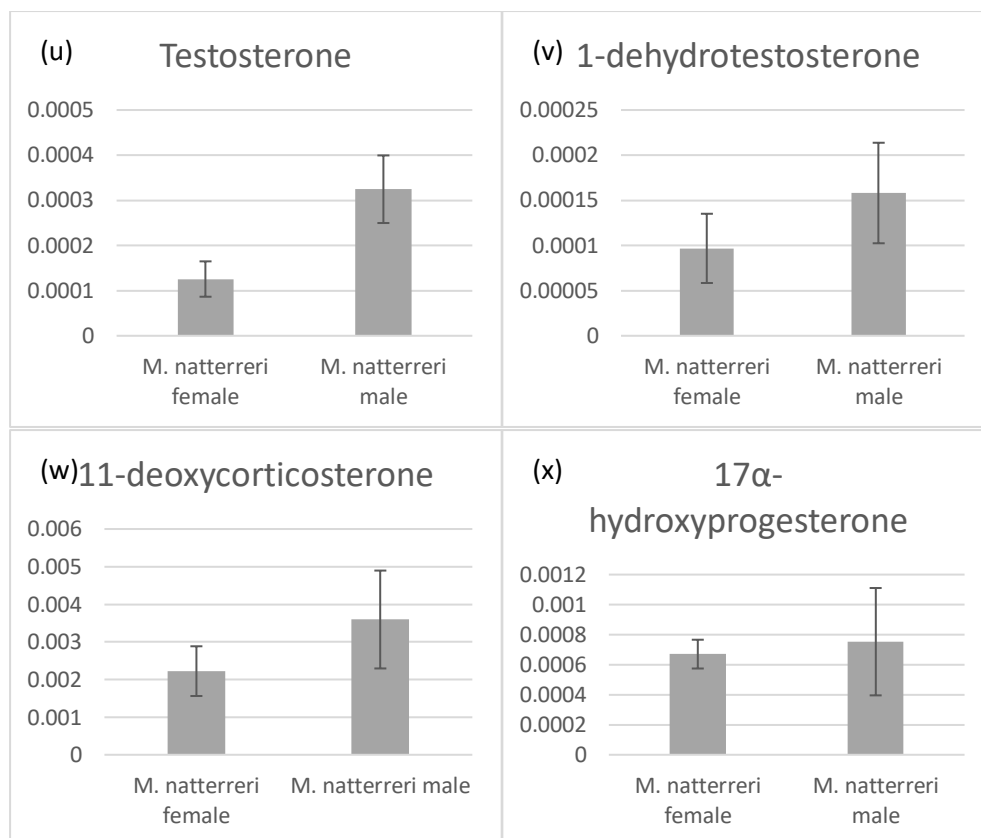 (u) Testosterone
0.0005
0.0004
0.0003
0.0002
0.0001
0
M. natterreri female
M. natterreri male
(v) 1-dehydrotestosterone
0.00025
0.0002
0.00015
0.0001
0.00005
0
M. natterreri female
M. natterreri male
(w) 11-deoxycorticosterone
0.006
0.005
0.004
0.003
0.002
0.001
0
M. natterreri female
M. natterreri male
(x) 17α-
hydroxyprogesterone
0.0012
0.001
0.0008
0.0006
0.0004
0.0002
0
M. natterreri female
M. natterreri male